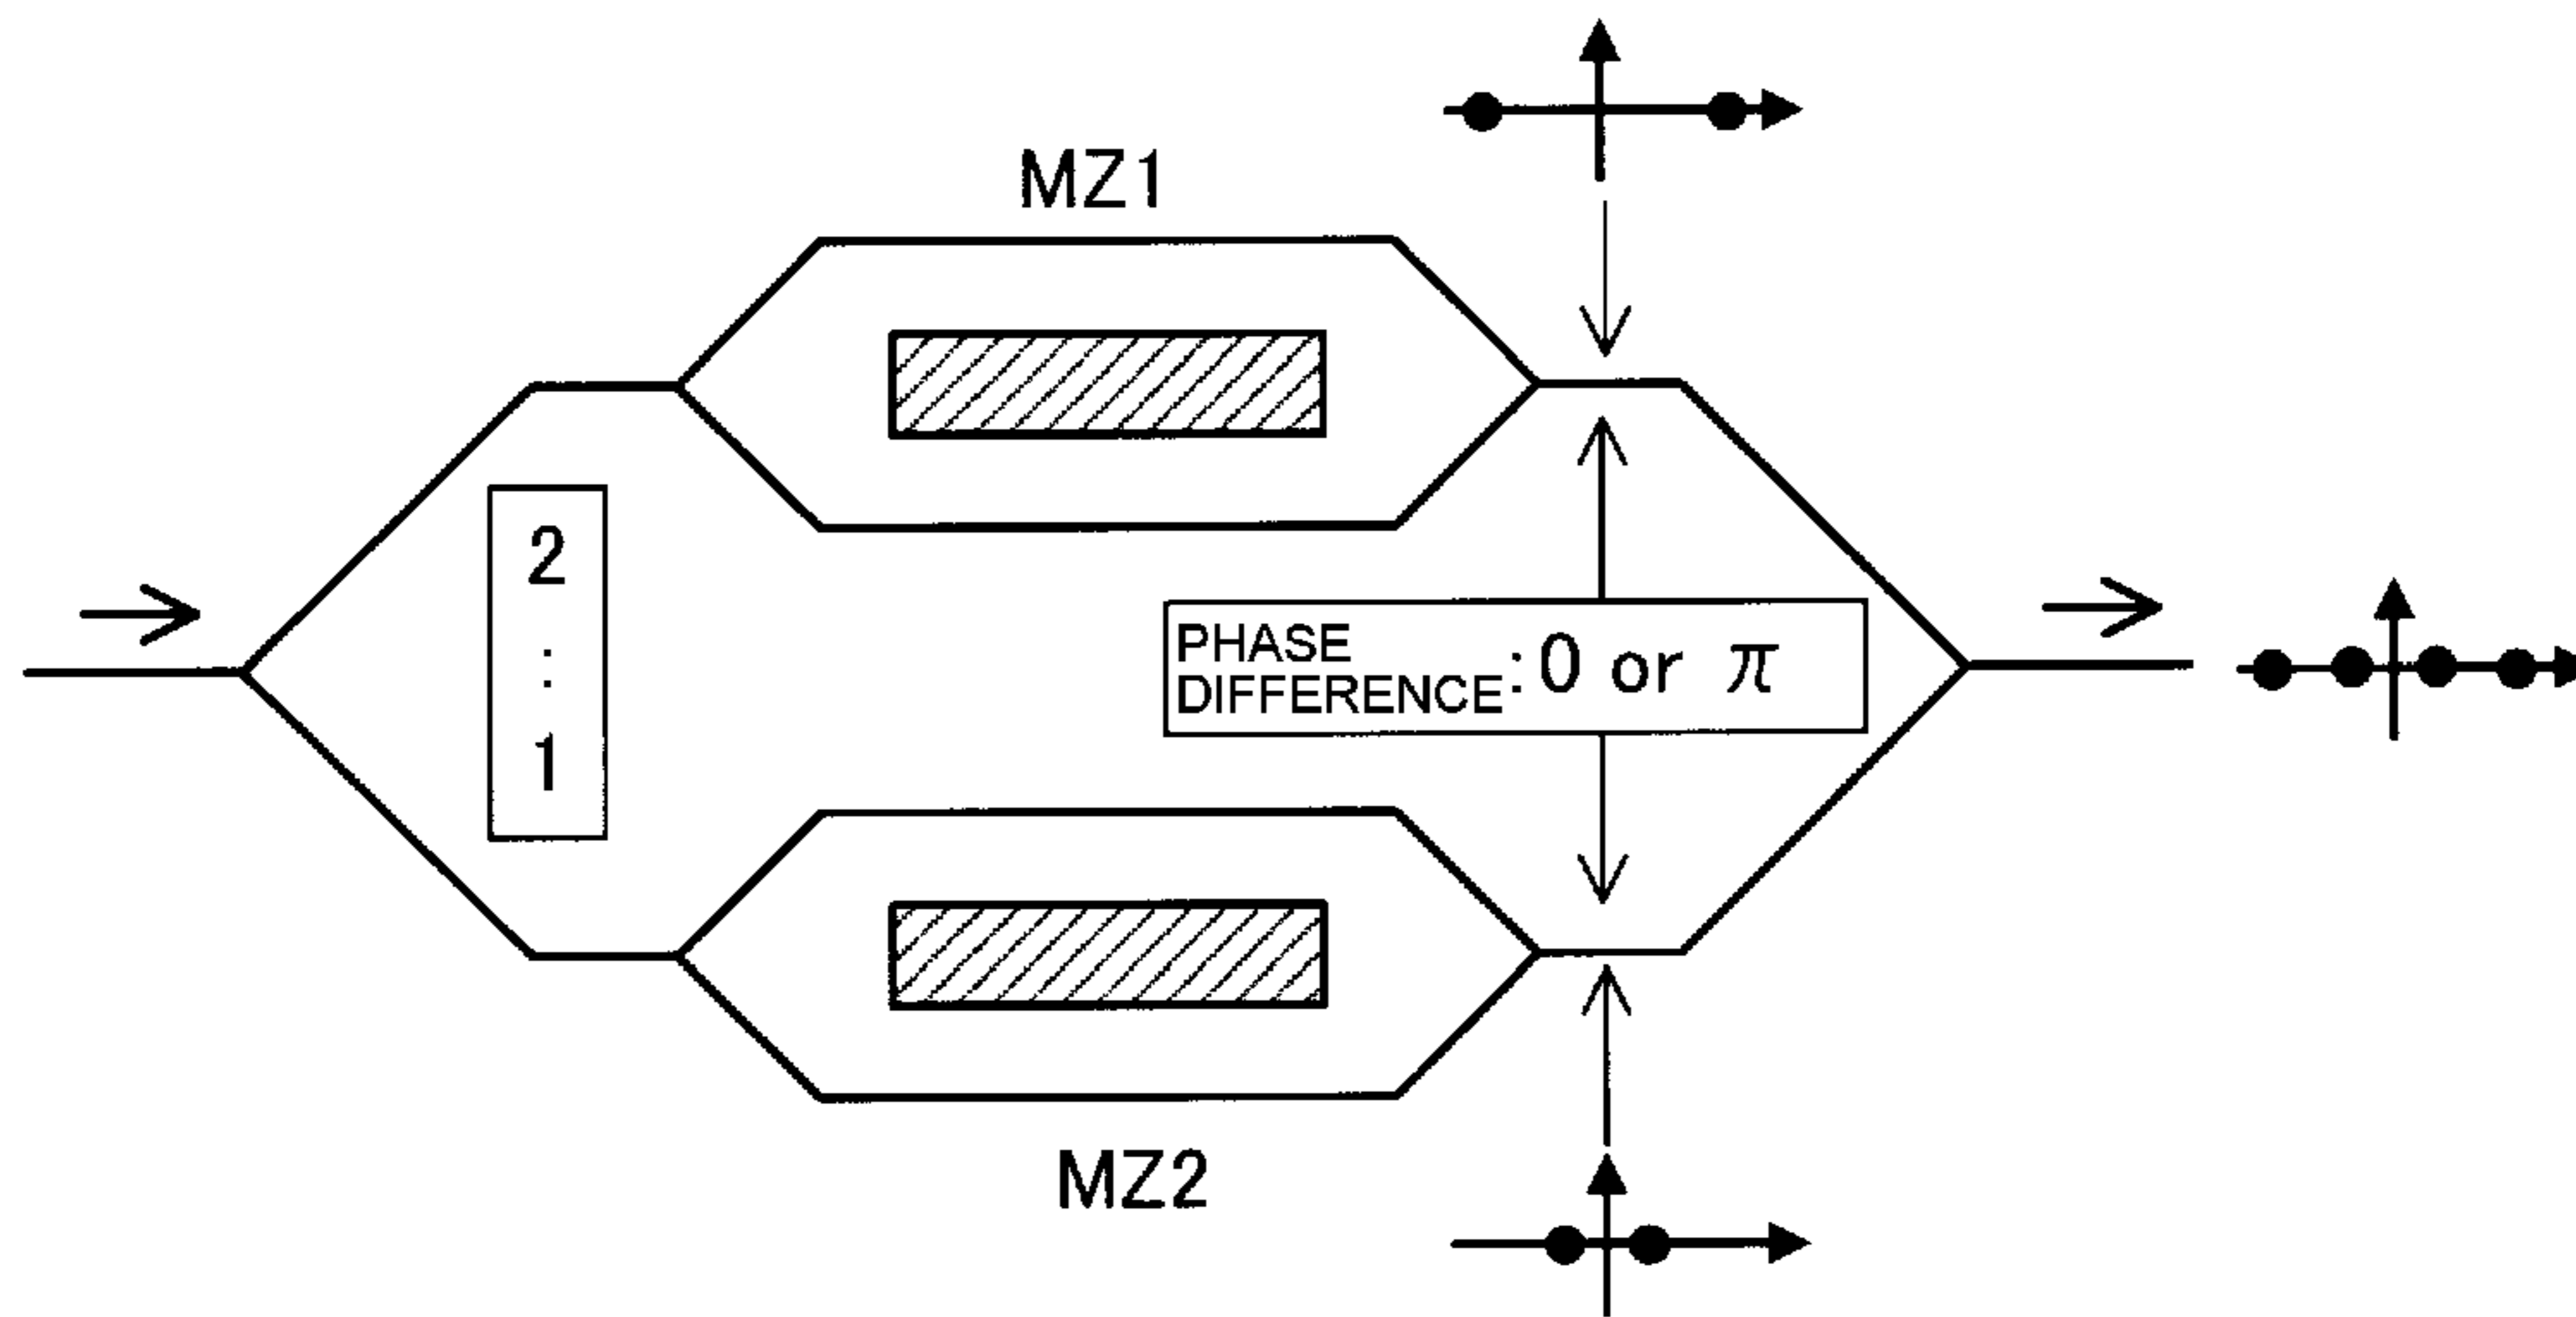 MZ1
2
:
1
PHASE
DIFFERENCE:0 or π
MZ2